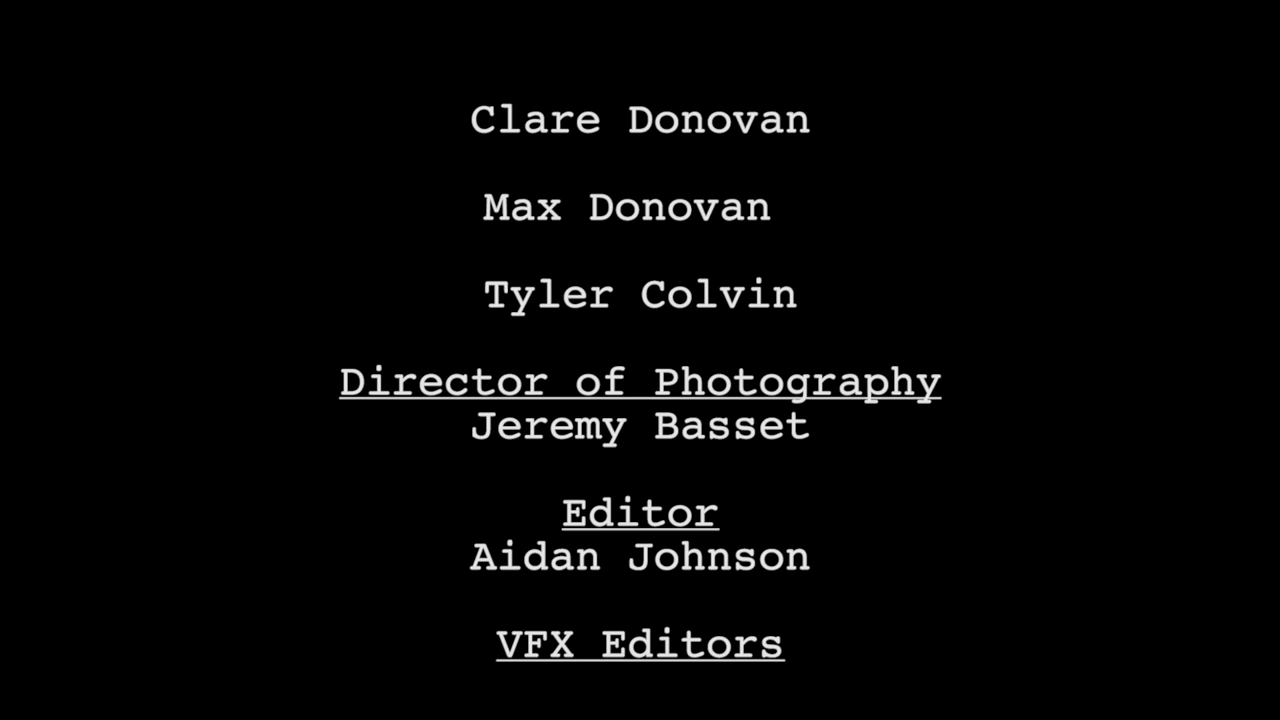 Clare Donovan
Max Donovan
Tyler Colvin
Director of Photography
Jeremy Basset
Editor
Aidan Johnson
VFX Editors